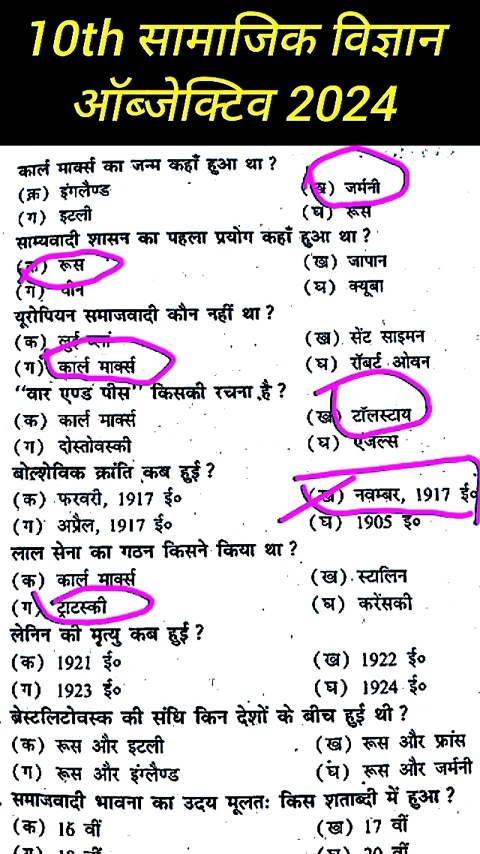 10th सामाजिक विज्ञान
ऑब्जेक्टिव 2024
कार्ल मार्क्स का जन्म कहाँ हुआ था ?
(क) इंगलैण्ड (ख) जर्मनी
(ग) इटली (घ) रूस
साम्यवादी शासन का पहला प्रयोग कहाँ हुआ था ?
(क) रूस (ख) जापान
(ग) चीन (घ) क्यूबा
यूरोपियन समाजवादी कौन नहीं था ?
(क) लुई ब्लां (ख) सेंट साइमन
(ग) कार्ल मार्क्स (घ) रॉबर्ट ओवन
"वार एण्ड पीस" किसकी रचना है ?
(क) कार्ल मार्क्स (ख) टॉलस्टाय
(ग) दोस्तोवस्की (घ) एंजल्स
बोल्शेविक क्रांति कब हुई ?
(क) फरवरी, 1917 ई० (ख) नवम्बर, 1917 ई०
(ग) अप्रैल, 1917 ई० (घ) 1905 ई०
लाल सेना का गठन किसने किया था ?
(क) कार्ल मार्क्स (ख) स्टालिन
(ग) ट्राटस्की (घ) करेंसकी
लेनिन की मृत्यु कब हुई ?
(क) 1921 ई० (ख) 1922 ई०
(ग) 1923 ई० (घ) 1924 ई०
ब्रेस्टलिटोवस्क की संधि किन देशों के बीच हुई थी ?
(क) रूस और इटली (ख) रूस और फ्रांस
(ग) रूस और इंग्लैण्ड (घ) रूस और जर्मनी
समाजवादी भावना का उदय मूलतः किस शताब्दी में हुआ ?
(क) 16 वीं (ख) 17 वीं